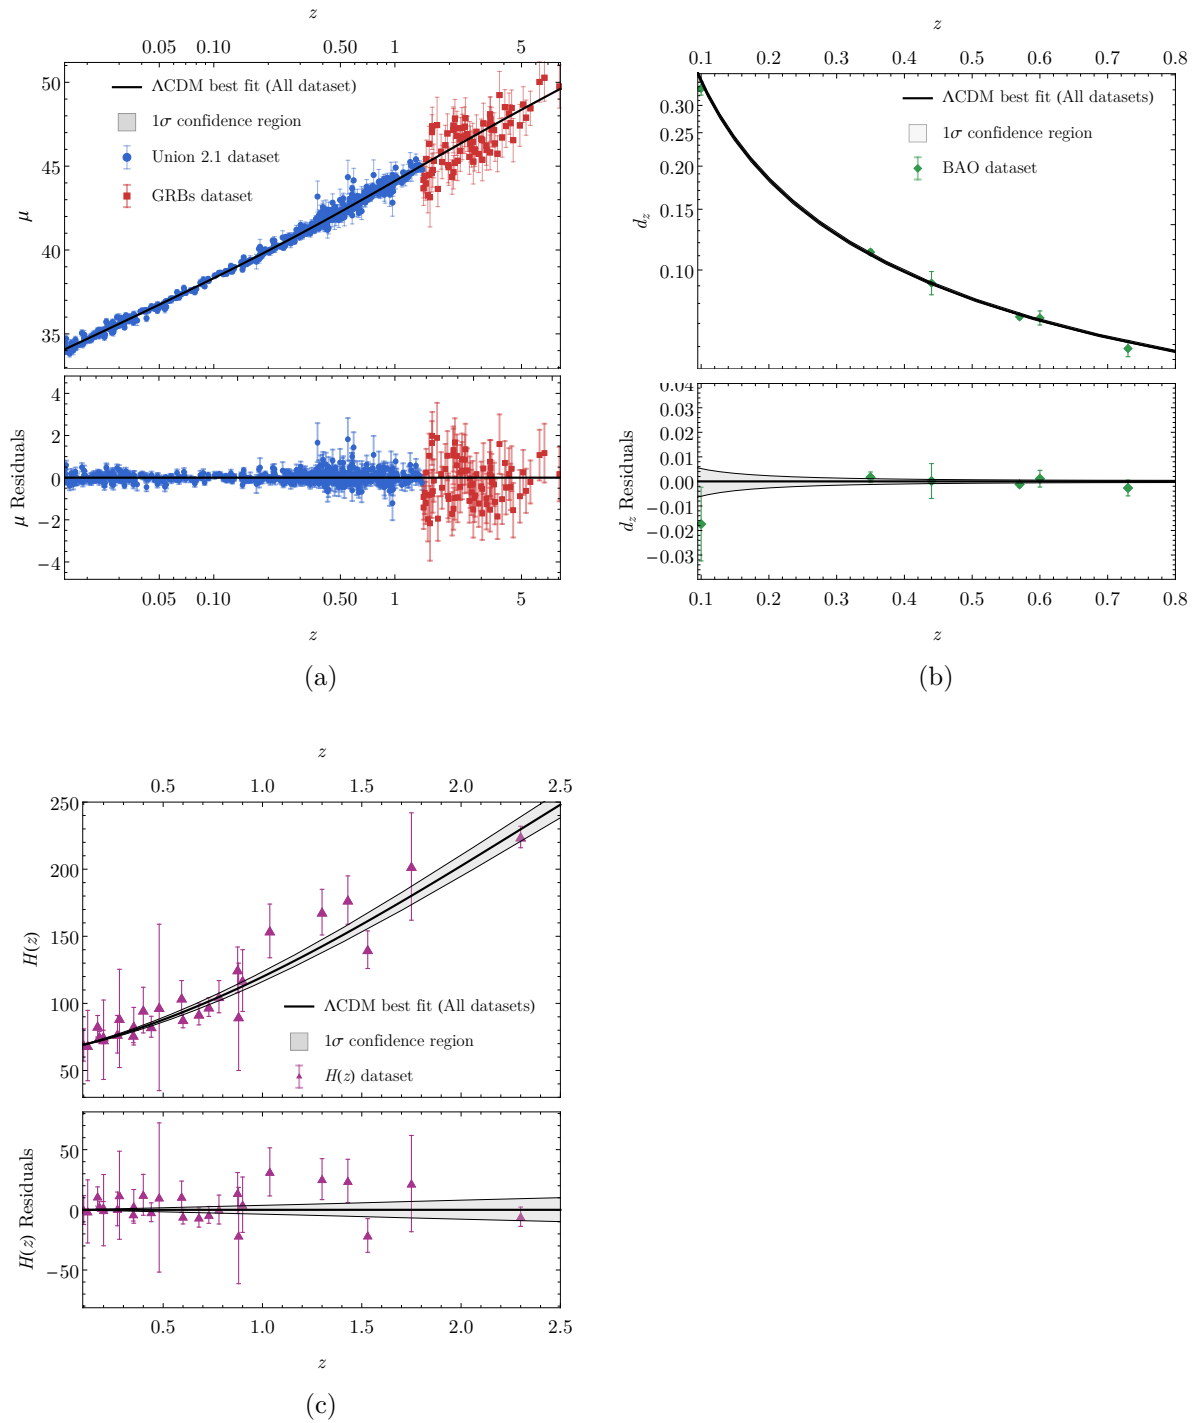 z
0.05 0.10 0.50 1 5
50
45
40
35
μ
ΛCDM best fit (All dataset)
1σ confidence region
Union 2.1 dataset
GRBs dataset
4
2
0
−2
−4
μ Residuals
0.05 0.10 0.50 1 5
z
(a)
z
0.1 0.2 0.3 0.4 0.5 0.6 0.7 0.8
0.30
0.25
0.20
0.15
0.10
d_z
ΛCDM best fit (All datasets)
1σ confidence region
BAO dataset
0.04
0.03
0.02
0.01
0.00
−0.01
−0.02
−0.03
d_z Residuals
0.1 0.2 0.3 0.4 0.5 0.6 0.7 0.8
z
(b)
z
0.5 1.0 1.5 2.0 2.5
250
200
150
100
50
H(z)
ΛCDM best fit (All datasets)
1σ confidence region
H(z) dataset
50
0
−50
H(z) Residuals
0.5 1.0 1.5 2.0 2.5
z
(c)